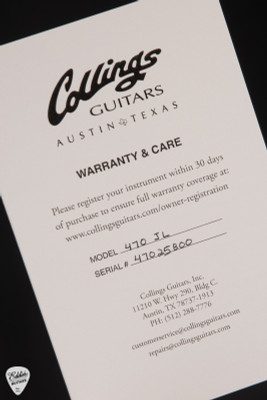 Collings
GUITARS
AUSTIN TEXAS
WARRANTY & CARE
Please register your instrument within 30 days
of purchase to ensure full warranty coverage at:
www.collingsguitars.com/owner-registration
MODEL 470 JL
SERIAL# 47025800
Collings Guitars, Inc.
11210 W. Hwy 290, Bldg C.
Austin, TX 78737-1913
PH: (512) 288-7776
customerservice@collingsguitars.com
repairs@collingsguitars.com